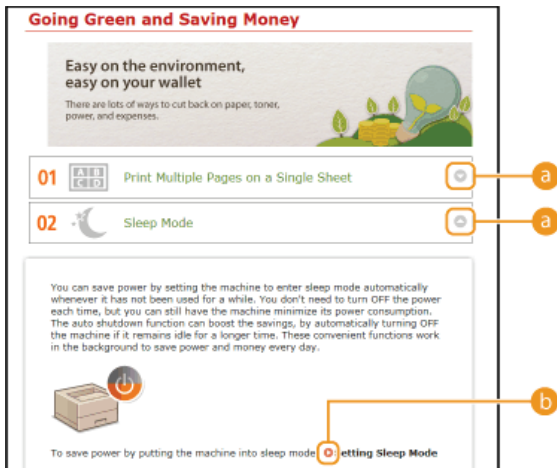 Going Green and Saving Money
Easy on the environment,
easy on your wallet
There are lots of ways to cut back on paper, toner,
power, and expenses.
01 A B C D Print Multiple Pages on a Single Sheet a
02 Sleep Mode a
You can save power by setting the machine to enter sleep mode automatically
whenever it has not been used for a while. You don't need to turn OFF the power
each time, but you can still have the machine minimize its power consumption.
The auto shutdown function can boost the savings, by automatically turning OFF
the machine if it remains idle for a longer time. These convenient functions work
in the background to save power and money every day.
b
To save power by putting the machine into sleep mode etting Sleep Mode